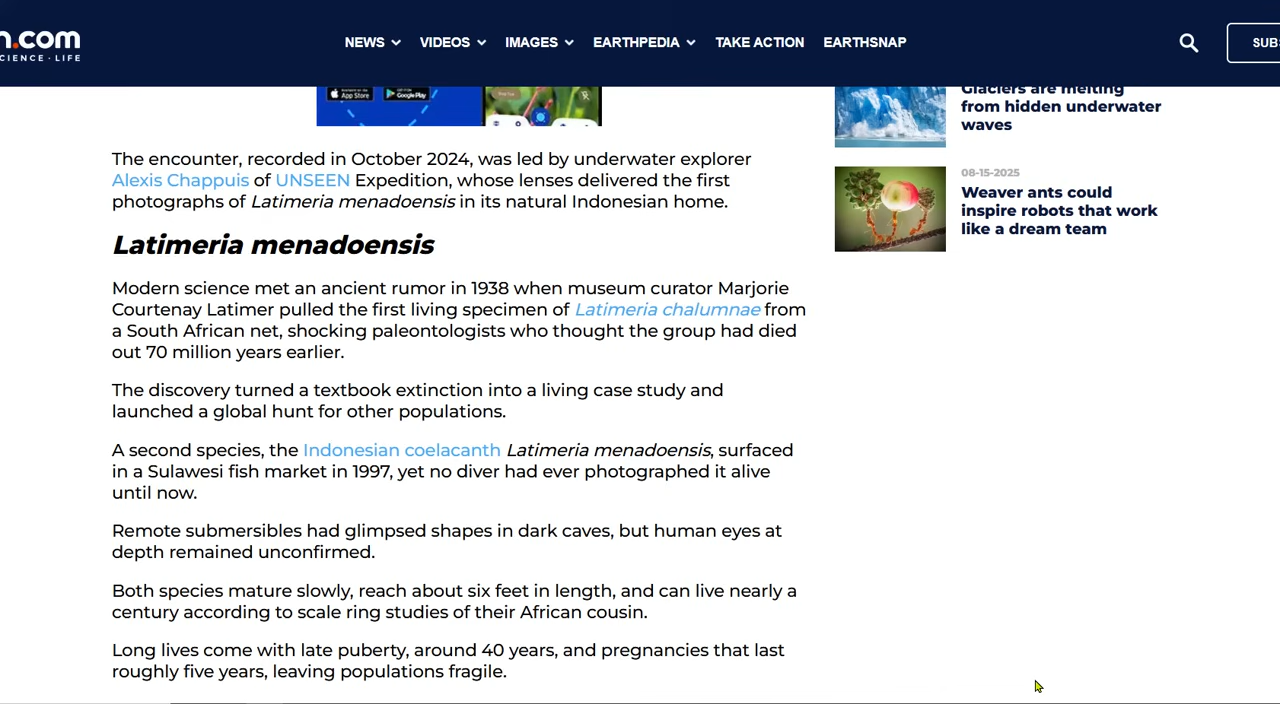 n.com
CIENCE · LIFE
NEWS
VIDEOS
IMAGES
EARTHPEDIA
TAKE ACTION
EARTHSNAP
SUB
App Store
Google Play
The encounter, recorded in October 2024, was led by underwater explorer
Alexis Chappuis of UNSEEN Expedition, whose lenses delivered the first
photographs of Latimeria menadoensis in its natural Indonesian home.
Latimeria menadoensis
Modern science met an ancient rumor in 1938 when museum curator Marjorie
Courtenay Latimer pulled the first living specimen of Latimeria chalumnae from
a South African net, shocking paleontologists who thought the group had died
out 70 million years earlier.
The discovery turned a textbook extinction into a living case study and
launched a global hunt for other populations.
A second species, the Indonesian coelacanth Latimeria menadoensis, surfaced
in a Sulawesi fish market in 1997, yet no diver had ever photographed it alive
until now.
Remote submersibles had glimpsed shapes in dark caves, but human eyes at
depth remained unconfirmed.
Both species mature slowly, reach about six feet in length, and can live nearly a
century according to scale ring studies of their African cousin.
Long lives come with late puberty, around 40 years, and pregnancies that last
roughly five years, leaving populations fragile.
Glaciers are melting
from hidden underwater
waves
08-15-2025
Weaver ants could
inspire robots that work
like a dream team